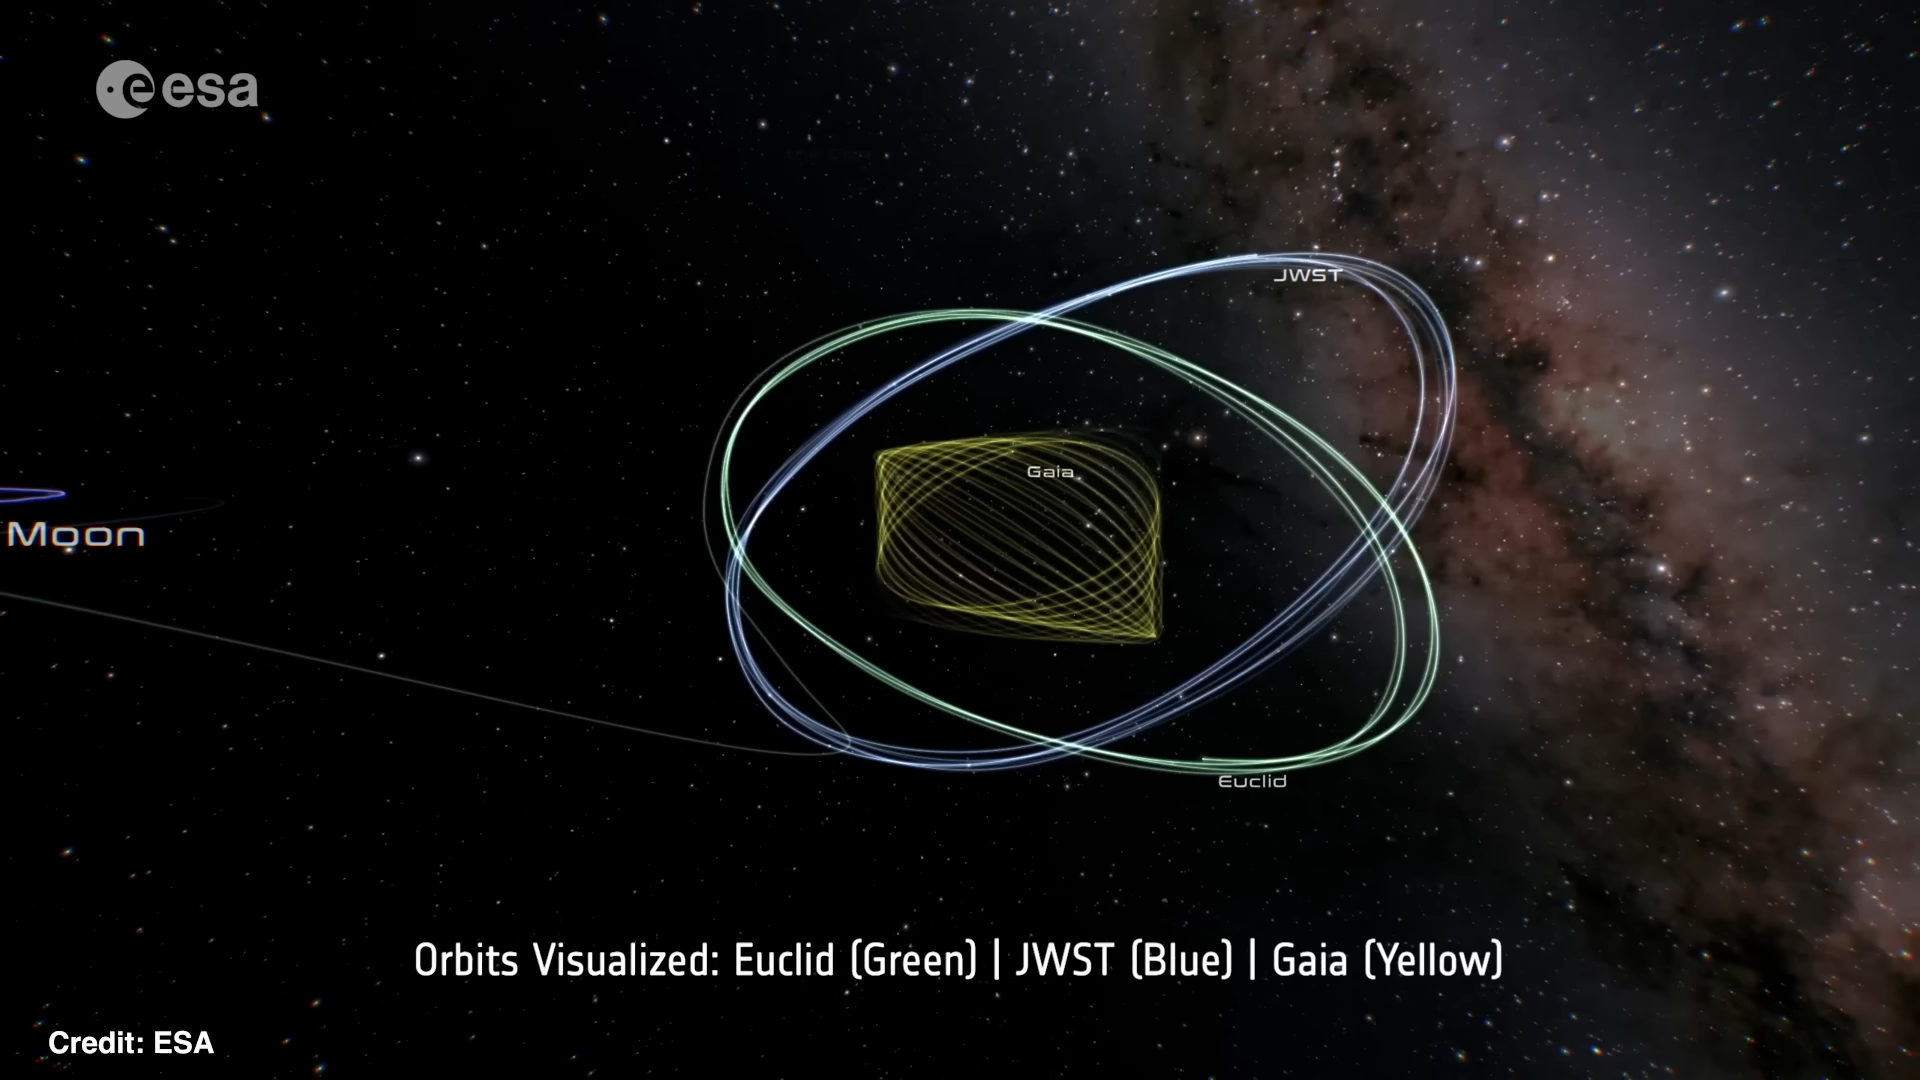 esa
JWST
Gaia
Moon
Euclid
Orbits Visualized: Euclid (Green) | JWST (Blue) | Gaia (Yellow)
Credit: ESA